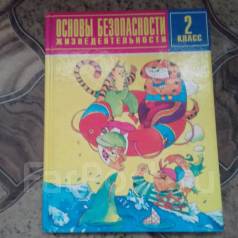 ОСНОВЫ БЕЗОПАСНОСТИ
ЖИЗНЕДЕЯТЕЛЬНОСТИ
2
КЛАСС